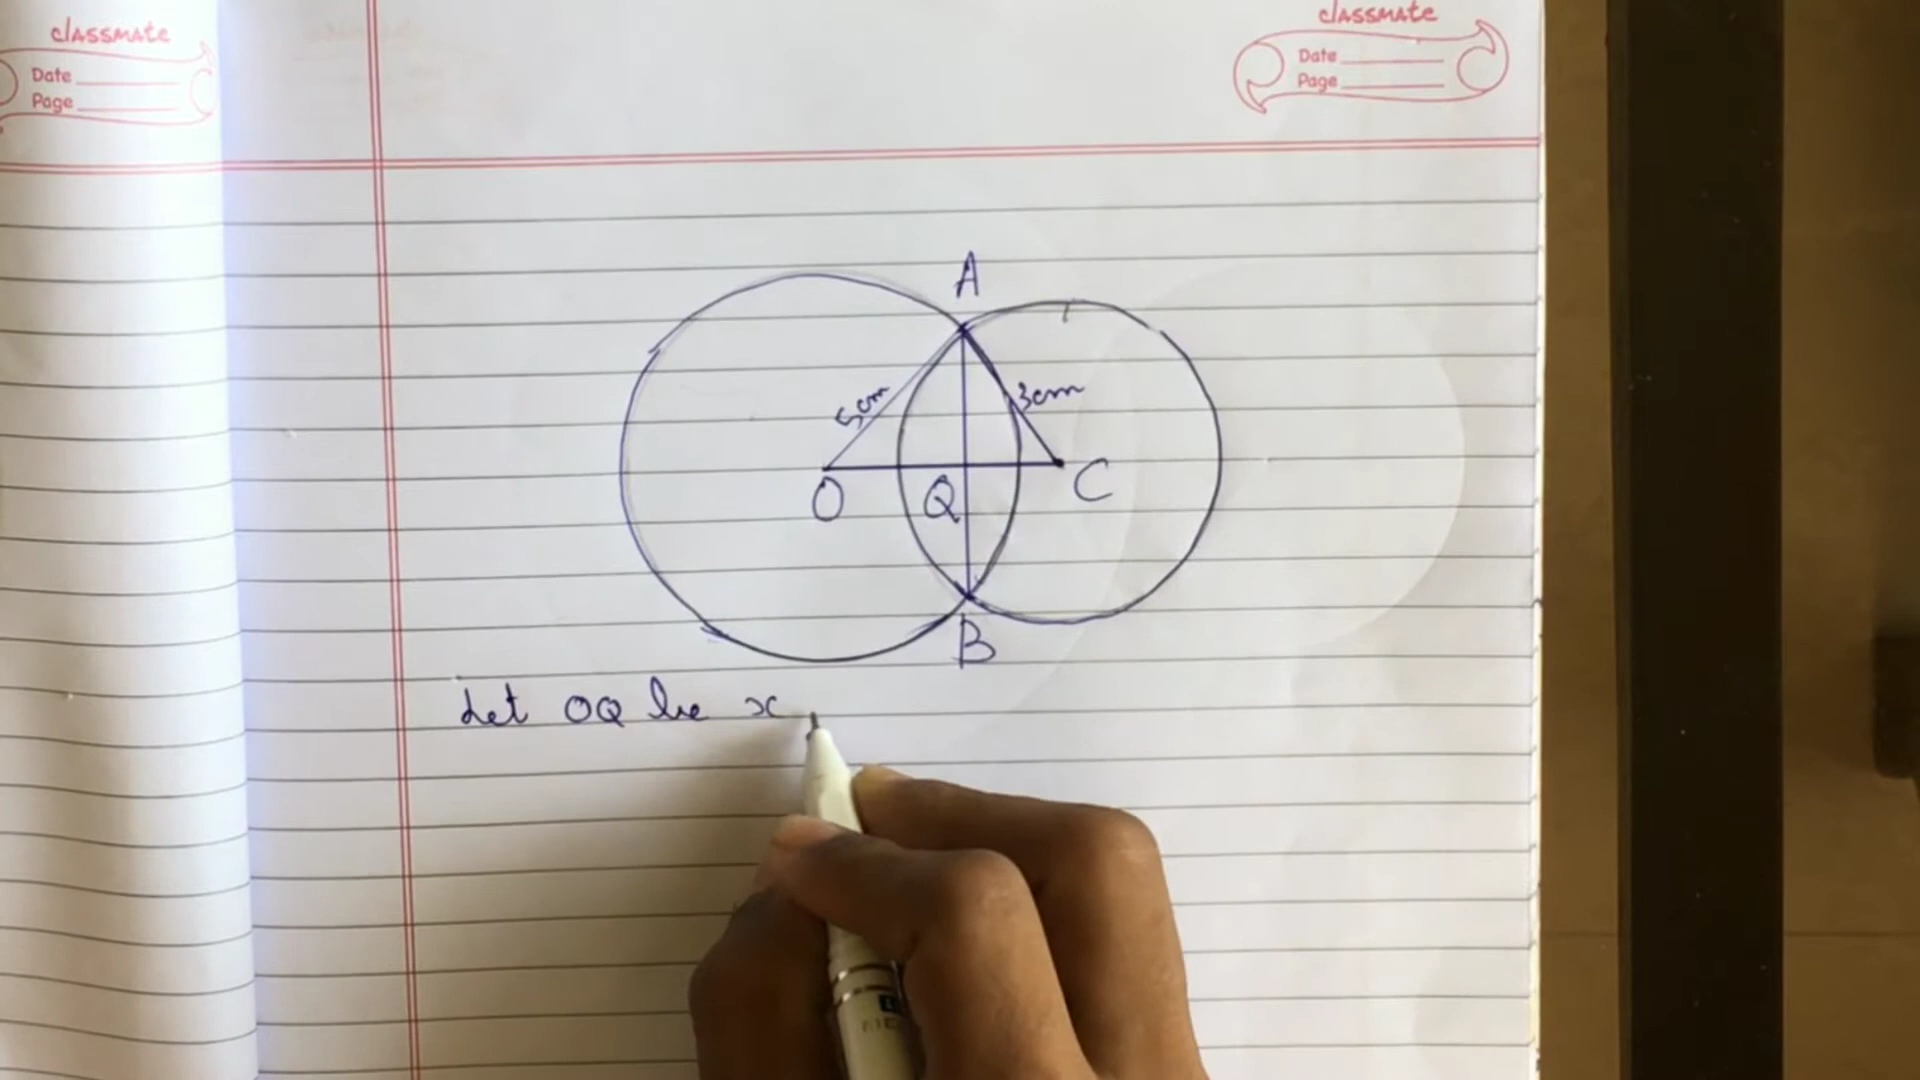 classmate
Date
Page
classmate
Date
Page
A
5cm
3cm
O
Q
C
B
Let OQ be x